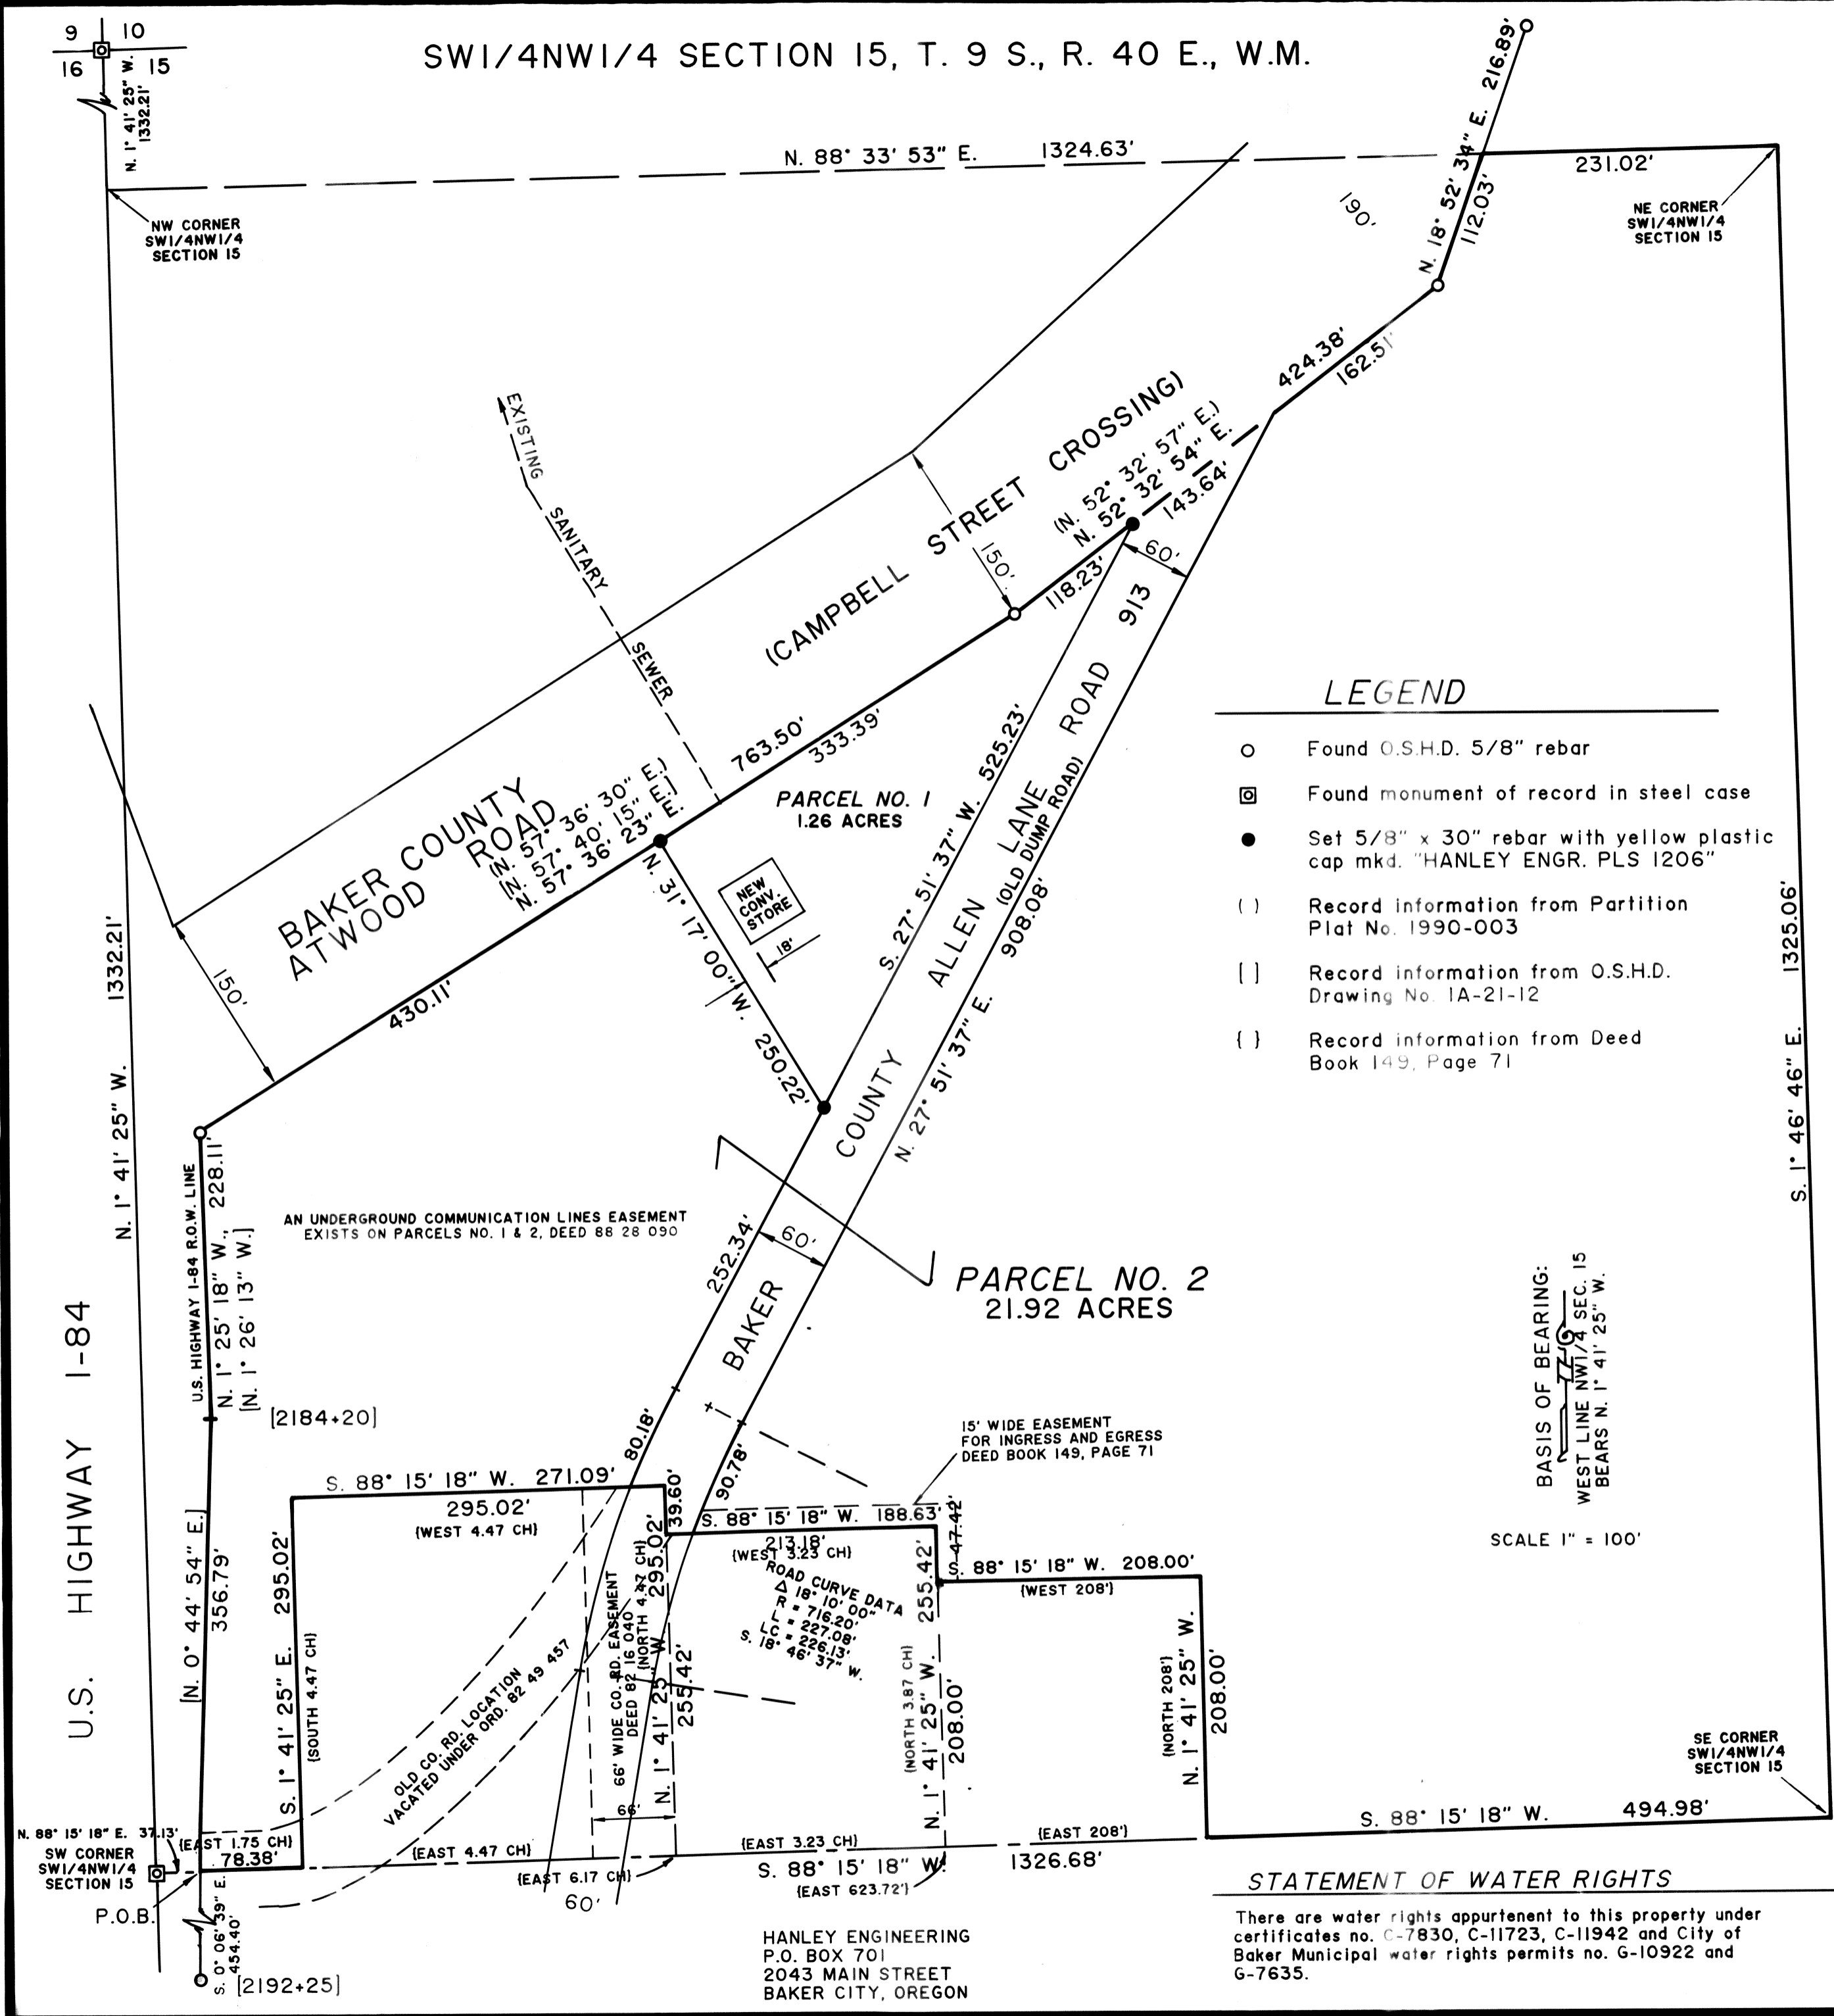 SW1/4NW1/4 SECTION 15, T. 9 S., R. 40 E., W.M.
9 10
16 15
N. 1° 41' 25" W.
1332.21'
NW CORNER
SW1/4NW1/4
SECTION 15
N. 88° 33' 53" E. 1324.63'
N. 18° 52' 34" E. 216.89'
112.03'
231.02'
NE CORNER
SW1/4NW1/4
SECTION 15
190'
424.38'
162.51'
(CAMPBELL STREET CROSSING)
(N. 52° 32' 57" E.)
N. 52° 32' 54" E.
143.64'
150'
118.23'
60'
EXISTING SANITARY SEWER
763.50'
333.39'
BAKER COUNTY
ATWOOD ROAD
(N. 57° 36' 30" E.)
[N. 57° 40' 15" E.]
N. 57° 36' 23" E.
150'
430.11'
PARCEL NO. 1
1.26 ACRES
NEW
CONV.
STORE
18'
N. 31° 17' 00" W. 250.22'
S. 27° 51' 37" W. 525.23'
BAKER COUNTY ALLEN LANE ROAD 913
(OLD DUMP ROAD)
N. 27° 51' 37" E. 908.08'
LEGEND
Found O.S.H.D. 5/8" rebar
Found monument of record in steel case
Set 5/8" x 30" rebar with yellow plastic
cap mkd. "HANLEY ENGR. PLS 1206"
( ) Record information from Partition
Plat No. 1990-003
[ ] Record information from O.S.H.D.
Drawing No. 1A-21-12
{ } Record information from Deed
Book 149, Page 71
S. 1° 46' 46" E. 1325.06'
N. 1° 41' 25" W. 1332.21'
U.S. HIGHWAY I-84
U.S. HIGHWAY I-84 R.O.W. LINE
N. 1° 25' 18" W., 228.11'
[N. 1° 26' 13" W.]
AN UNDERGROUND COMMUNICATION LINES EASEMENT
EXISTS ON PARCELS NO. 1 & 2, DEED 88 28 090
252.34'
60'
PARCEL NO. 2
21.92 ACRES
BASIS OF BEARING:
WEST LINE NW1/4 SEC. 15
BEARS N. 1° 41' 25" W.
SCALE 1" = 100'
[2184+20]
80.18'
90.78'
15' WIDE EASEMENT
FOR INGRESS AND EGRESS
DEED BOOK 149, PAGE 71
S. 88° 15' 18" W. 271.09'
295.02'
{WEST 4.47 CH}
39.60'
S. 88° 15' 18" W. 188.63'
213.18'
{WEST 3.23 CH}
S. 47.42'
S. 88° 15' 18" W. 208.00'
{WEST 208'}
ROAD CURVE DATA
Δ 18° 10' 00"
R = 716.20'
L = 227.08'
LC = 226.13'
S. 18° 46' 37" W.
[N. 0° 44' 54" E.]
356.79'
S. 1° 41' 25" E. 295.02'
{SOUTH 4.47 CH}
OLD CO. RD. LOCATION
VACATED UNDER ORD. 82 49 457
66' WIDE CO. RD. EASEMENT
DEED 82 16 040
{NORTH 4.47 CH}
N. 1° 41' 25" W. 295.02'
255.42'
{NORTH 3.87 CH}
N. 1° 41' 25" W. 255.42'
208.00'
{NORTH 208'}
N. 1° 41' 25" W.
208.00'
SE CORNER
SW1/4NW1/4
SECTION 15
66'
S. 88° 15' 18" W. 494.98'
N. 88° 15' 18" E. 37.13'
SW CORNER
SW1/4NW1/4
SECTION 15
{EAST 1.75 CH}
78.38'
{EAST 4.47 CH}
{EAST 3.23 CH}
{EAST 208'}
{EAST 6.17 CH}
S. 88° 15' 18" W. 1326.68'
{EAST 623.72'}
60'
P.O.B.
S. 0° 06' 39" E.
454.40'
[2192+25]
HANLEY ENGINEERING
P.O. BOX 701
2043 MAIN STREET
BAKER CITY, OREGON
STATEMENT OF WATER RIGHTS
There are water rights appurtenent to this property under
certificates no. C-7830, C-11723, C-11942 and City of
Baker Municipal water rights permits no. G-10922 and
G-7635.